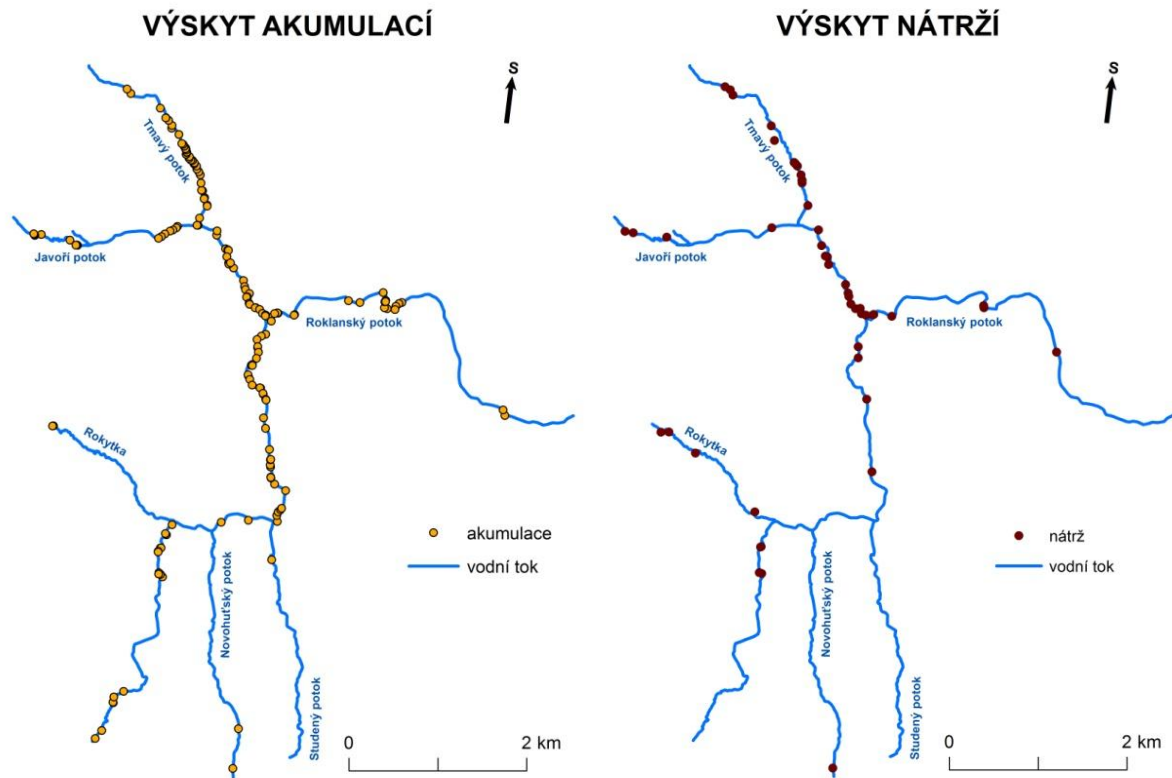 VÝSKYT AKUMULACÍ
S
Tmavý potok
Javoří potok
Roklanský potok
Rokytka
akumulace
vodní tok
Novohuťský potok
Studený potok
0
2 km
VÝSKYT NÁTRŽÍ
S
Tmavý potok
Javoří potok
Roklanský potok
Rokytka
nátrž
vodní tok
Novohuťský potok
Studený potok
0
2 km